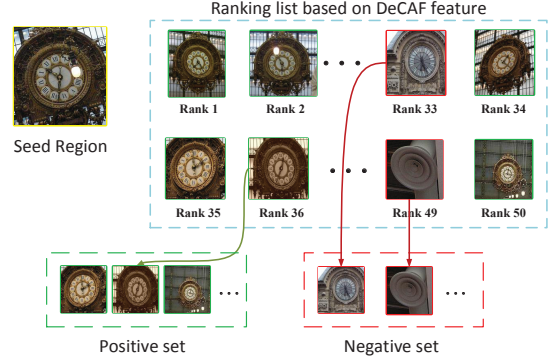 Ranking list based on DeCAF feature
Seed Region
Rank 1
Rank 2
Rank 33
Rank 34
Rank 35
Rank 36
Rank 49
Rank 50
Positive set
Negative set